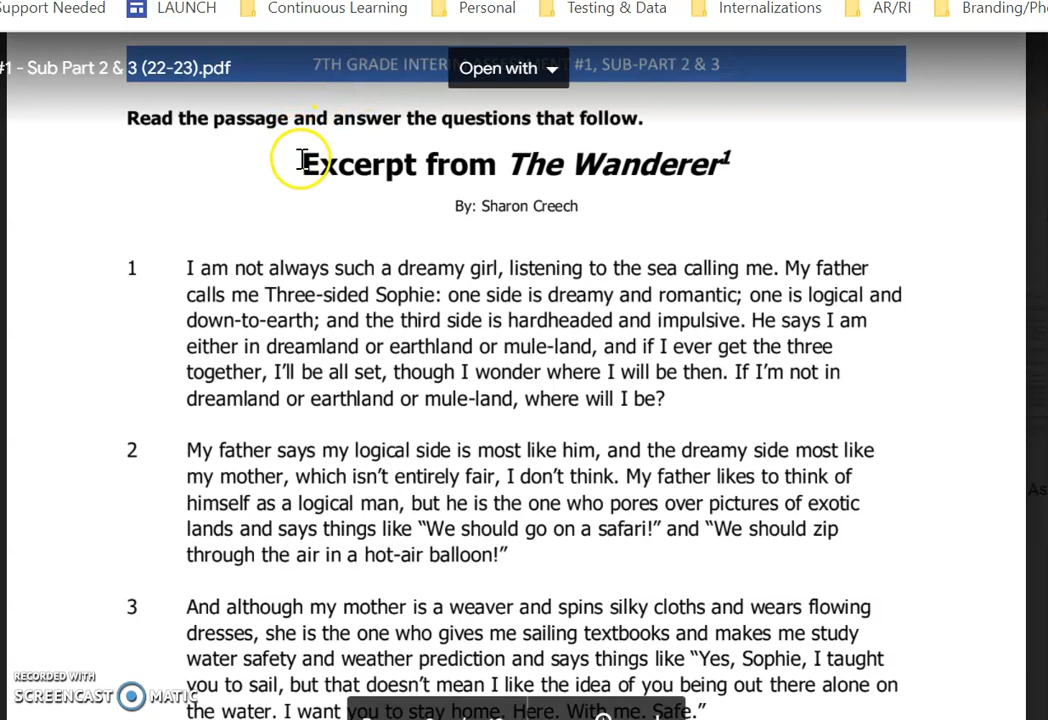 Support Needed LAUNCH Continuous Learning Personal Testing & Data Internalizations AR/RI Branding/Ph
#1 - Sub Part 2 & 3 (22-23).pdf 7TH GRADE Open with #1, SUB-PART 2 & 3
Read the passage and answer the questions that follow.
Excerpt from The Wanderer1
By: Sharon Creech
1 I am not always such a dreamy girl, listening to the sea calling me. My father
calls me Three-sided Sophie: one side is dreamy and romantic; one is logical and
down-to-earth; and the third side is hardheaded and impulsive. He says I am
either in dreamland or earthland or mule-land, and if I ever get the three
together, I'll be all set, though I wonder where I will be then. If I'm not in
dreamland or earthland or mule-land, where will I be?
2 My father says my logical side is most like him, and the dreamy side most like
my mother, which isn't entirely fair, I don't think. My father likes to think of
himself as a logical man, but he is the one who pores over pictures of exotic
lands and says things like “We should go on a safari!” and “We should zip
through the air in a hot-air balloon!”
3 And although my mother is a weaver and spins silky cloths and wears flowing
dresses, she is the one who gives me sailing textbooks and makes me study
water safety and weather prediction and says things like “Yes, Sophie, I taught
you to sail, but that doesn't mean I like the idea of you being out there alone on
the water. I want you to stay home. Here. With me. Safe.”
As
RECORDED WITH
SCREENCAST MATIC